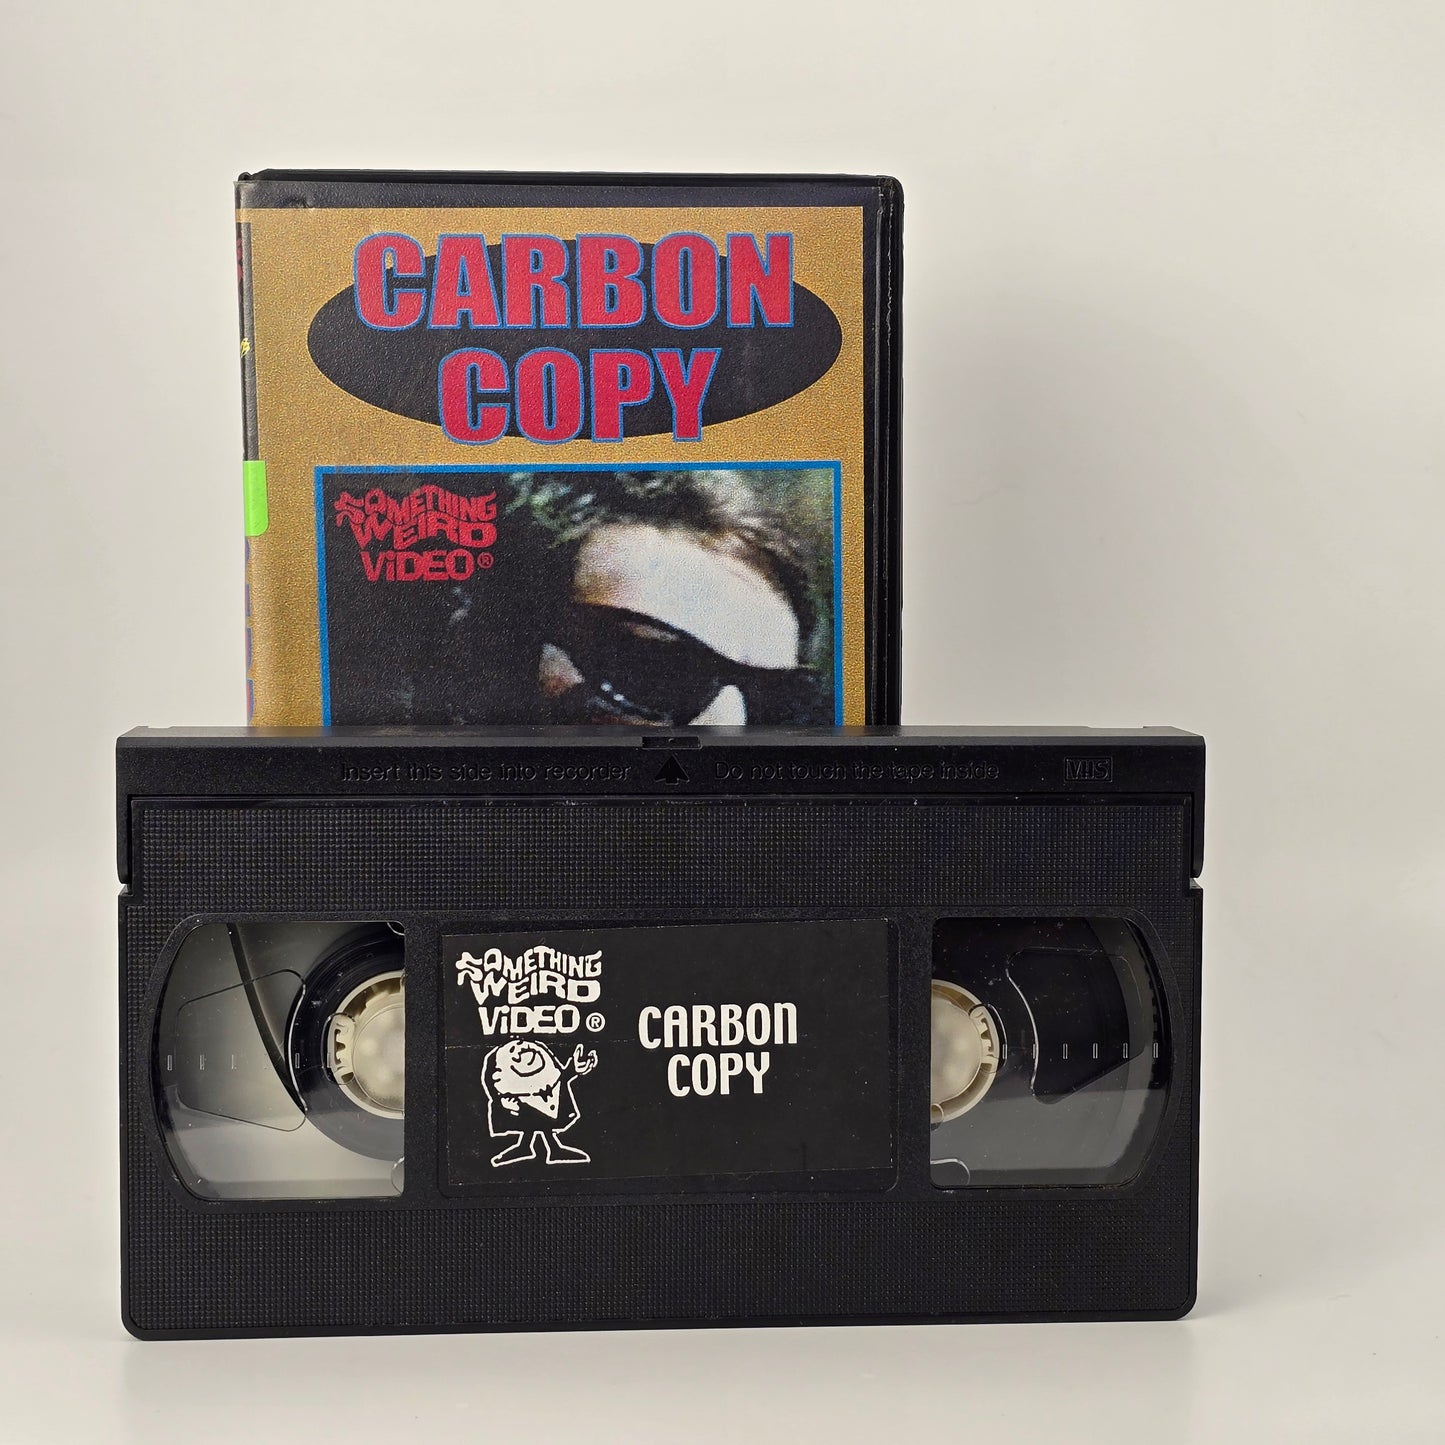 CARBON
COPY
SOMETHING
WEIRD
ViDEO®
Insert this side into recorder Do not touch the tape inside VHS
SOMETHING
WEIRD
ViDEO®
CARBON
COPY